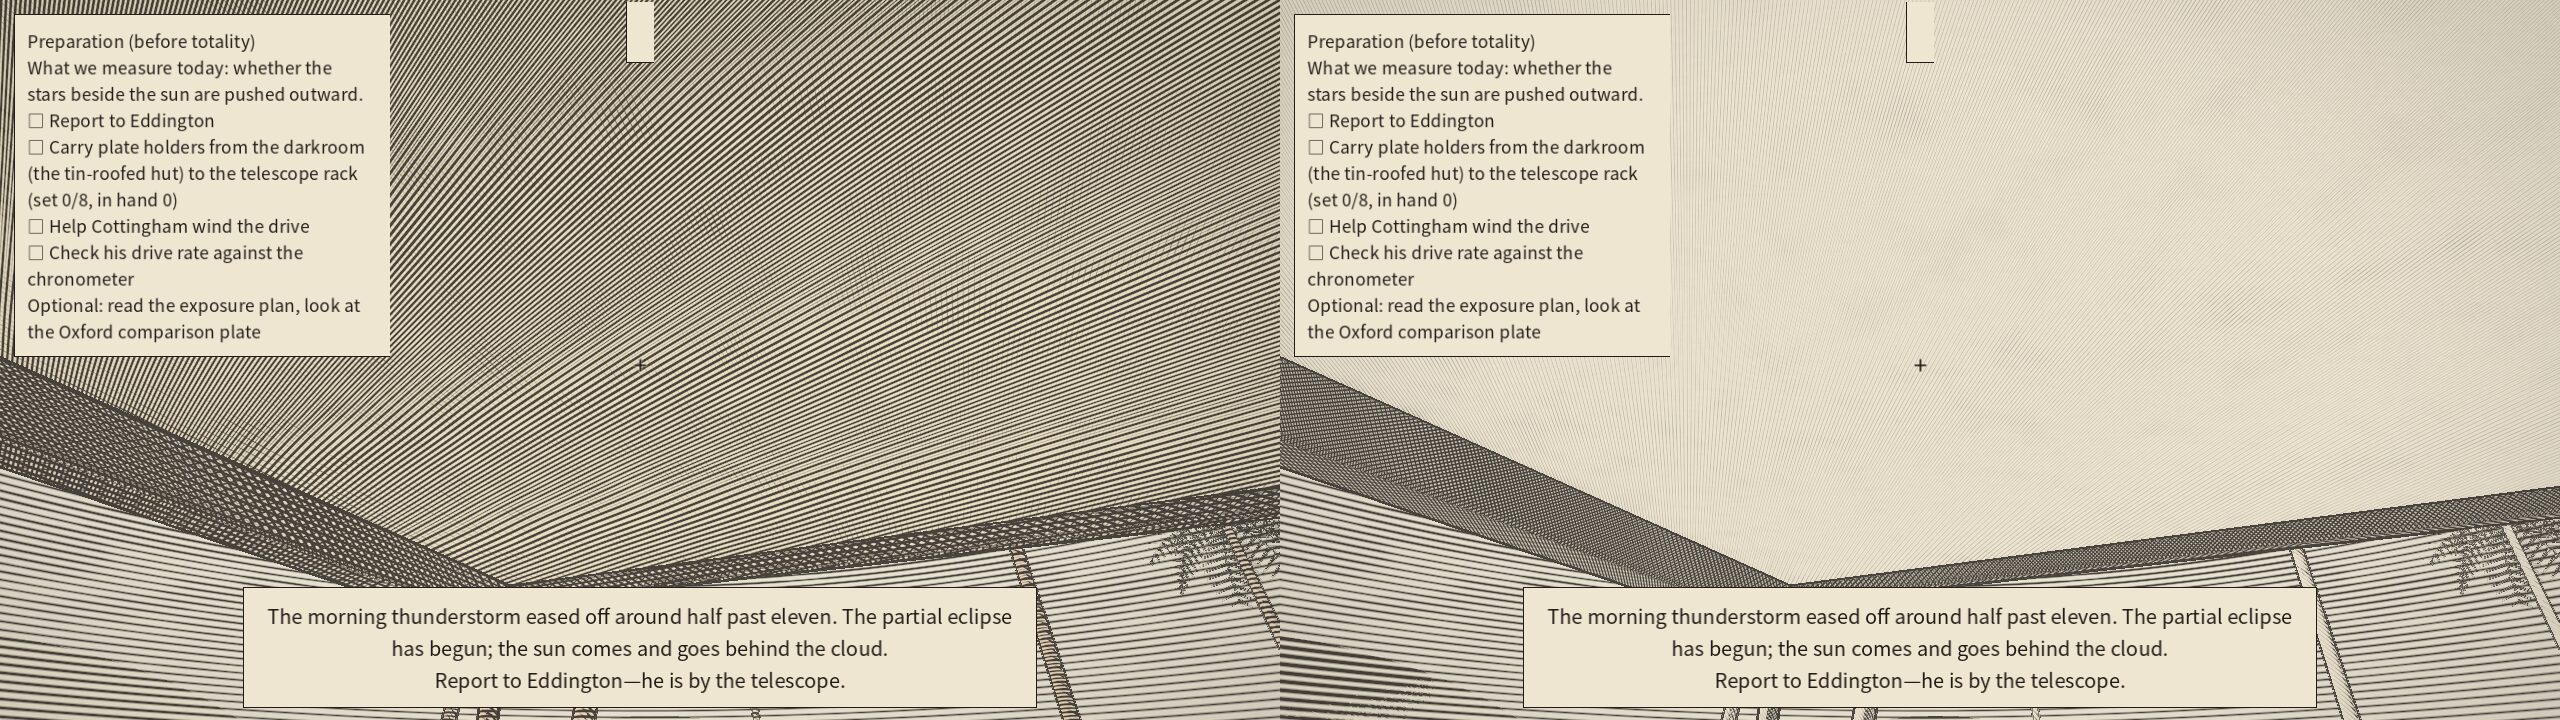 Preparation (before totality)
What we measure today: whether the
stars beside the sun are pushed outward.
☐ Report to Eddington
☐ Carry plate holders from the darkroom
(the tin-roofed hut) to the telescope rack
(set 0/8, in hand 0)
☐ Help Cottingham wind the drive
☐ Check his drive rate against the
chronometer
Optional: read the exposure plan, look at
the Oxford comparison plate
The morning thunderstorm eased off around half past eleven. The partial eclipse
has begun; the sun comes and goes behind the cloud.
Report to Eddington—he is by the telescope.
Preparation (before totality)
What we measure today: whether the
stars beside the sun are pushed outward.
☐ Report to Eddington
☐ Carry plate holders from the darkroom
(the tin-roofed hut) to the telescope rack
(set 0/8, in hand 0)
☐ Help Cottingham wind the drive
☐ Check his drive rate against the
chronometer
Optional: read the exposure plan, look at
the Oxford comparison plate
The morning thunderstorm eased off around half past eleven. The partial eclipse
has begun; the sun comes and goes behind the cloud.
Report to Eddington—he is by the telescope.